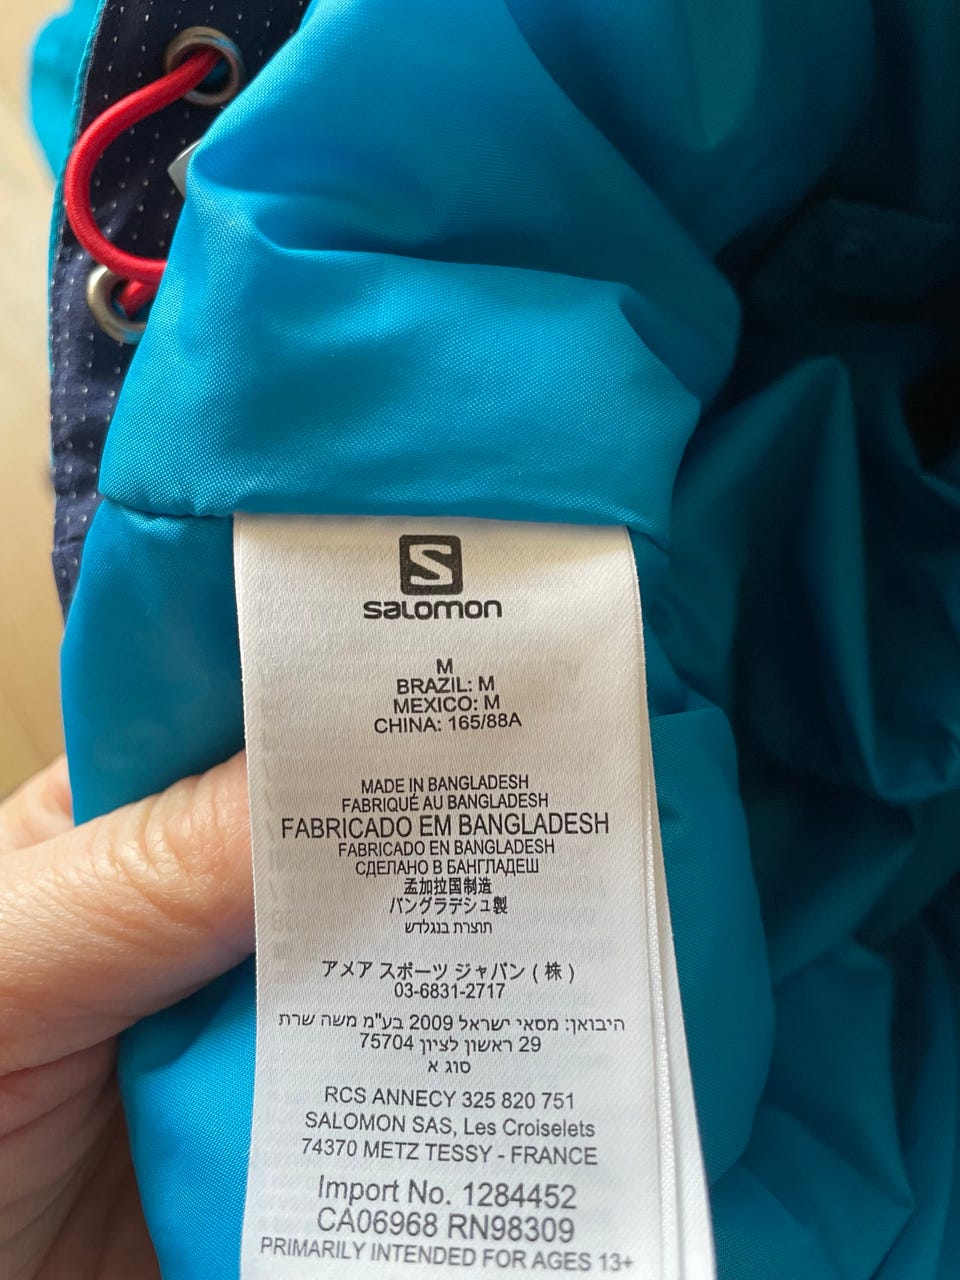 S
salomon
M
BRAZIL: M
MEXICO: M
CHINA: 165/88A
MADE IN BANGLADESH
FABRIQUÉ AU BANGLADESH
FABRICADO EM BANGLADESH
FABRICADO EN BANGLADESH
СДЕЛАНО В БАНГЛАДЕШ
孟加拉国制造
バングラデシュ製
תוצרת בנגלדש
アメア スポーツ ジャパン ( 株 )
03-6831-2717
היבואן: מסאי ישראל 2009 בע"מ משה שרת
29 ראשון לציון 75704
סוג א
RCS ANNECY 325 820 751
SALOMON SAS, Les Croiselets
74370 METZ TESSY - FRANCE
Import No. 1284452
CA06968 RN98309
PRIMARILY INTENDED FOR AGES 13+